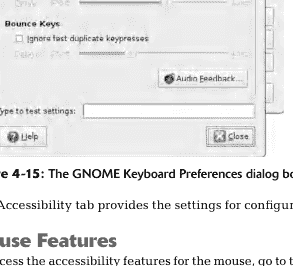 Bounce Keys
Ignore fast duplicate keypresses
Audio Feedback...
ype to test settings:
Help
Close
e 4-15: The GNOME Keyboard Preferences dialog bo
Accessibility tab provides the settings for configu
use Features
cess the accessibility features for the mouse, go to t